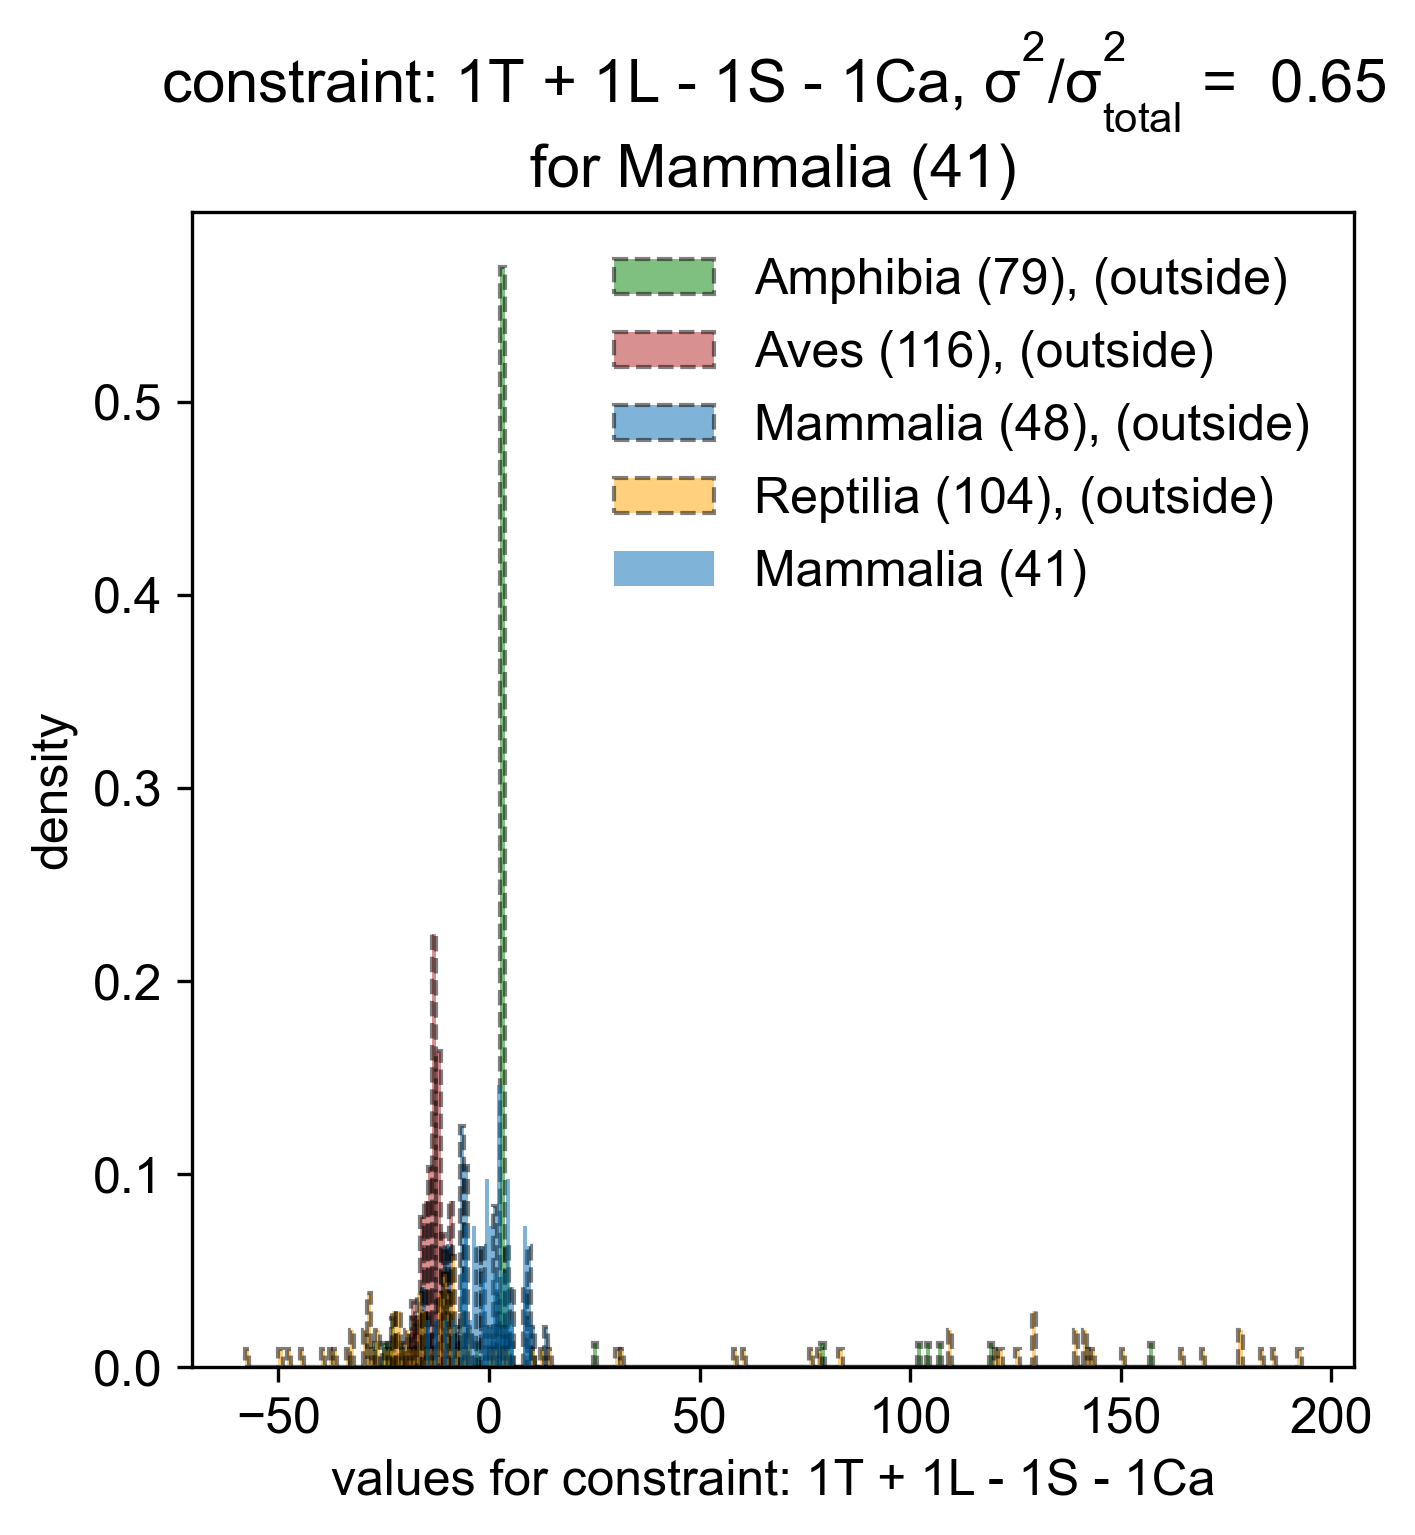 constraint: 1T + 1L - 1S - 1Ca, σ²/σ²total = 0.65
for Mammalia (41)
Amphibia (79), (outside)
Aves (116), (outside)
Mammalia (48), (outside)
Reptilia (104), (outside)
Mammalia (41)
density
0.5
0.4
0.3
0.2
0.1
0.0
−50 0 50 100 150 200
values for constraint: 1T + 1L - 1S - 1Ca